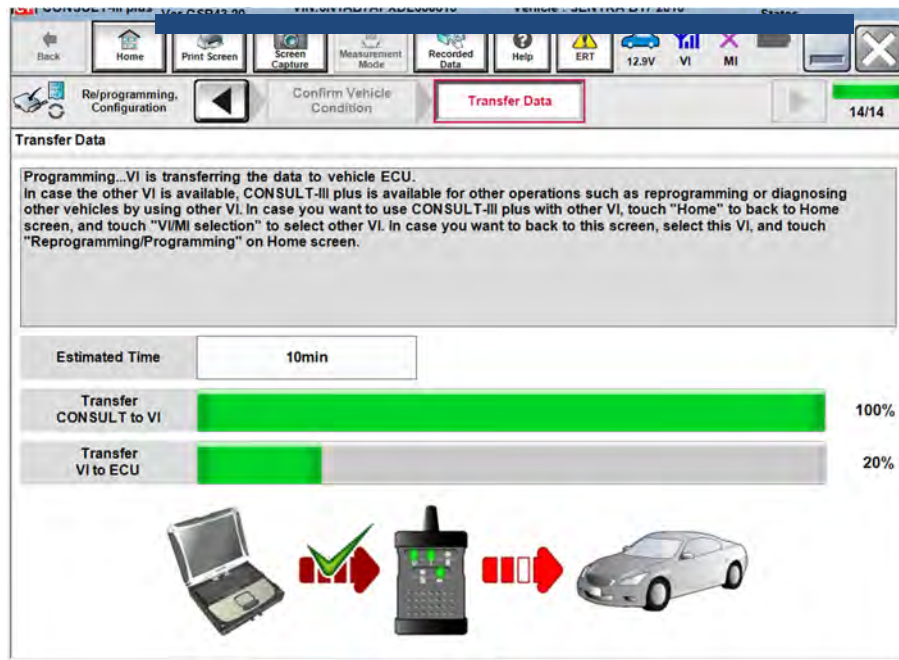 Back
Home
Print Screen
Screen
Capture
Measurement
Mode
Recorded
Data
Help
ERT
12.9V
VI
MI
Re/programming,
Configuration
Confirm Vehicle
Condition
Transfer Data
14/14
Transfer Data
Programming...VI is transferring the data to vehicle ECU.
In case the other VI is available, CONSULT-III plus is available for other operations such as reprogramming or diagnosing
other vehicles by using other VI. In case you want to use CONSULT-III plus with other VI, touch "Home" to back to Home
screen, and touch "VI/MI selection" to select other VI. In case you want to back to this screen, select this VI, and touch
"Reprogramming/Programming" on Home screen.
Estimated Time
10min
Transfer
CONSULT to VI
100%
Transfer
VI to ECU
20%